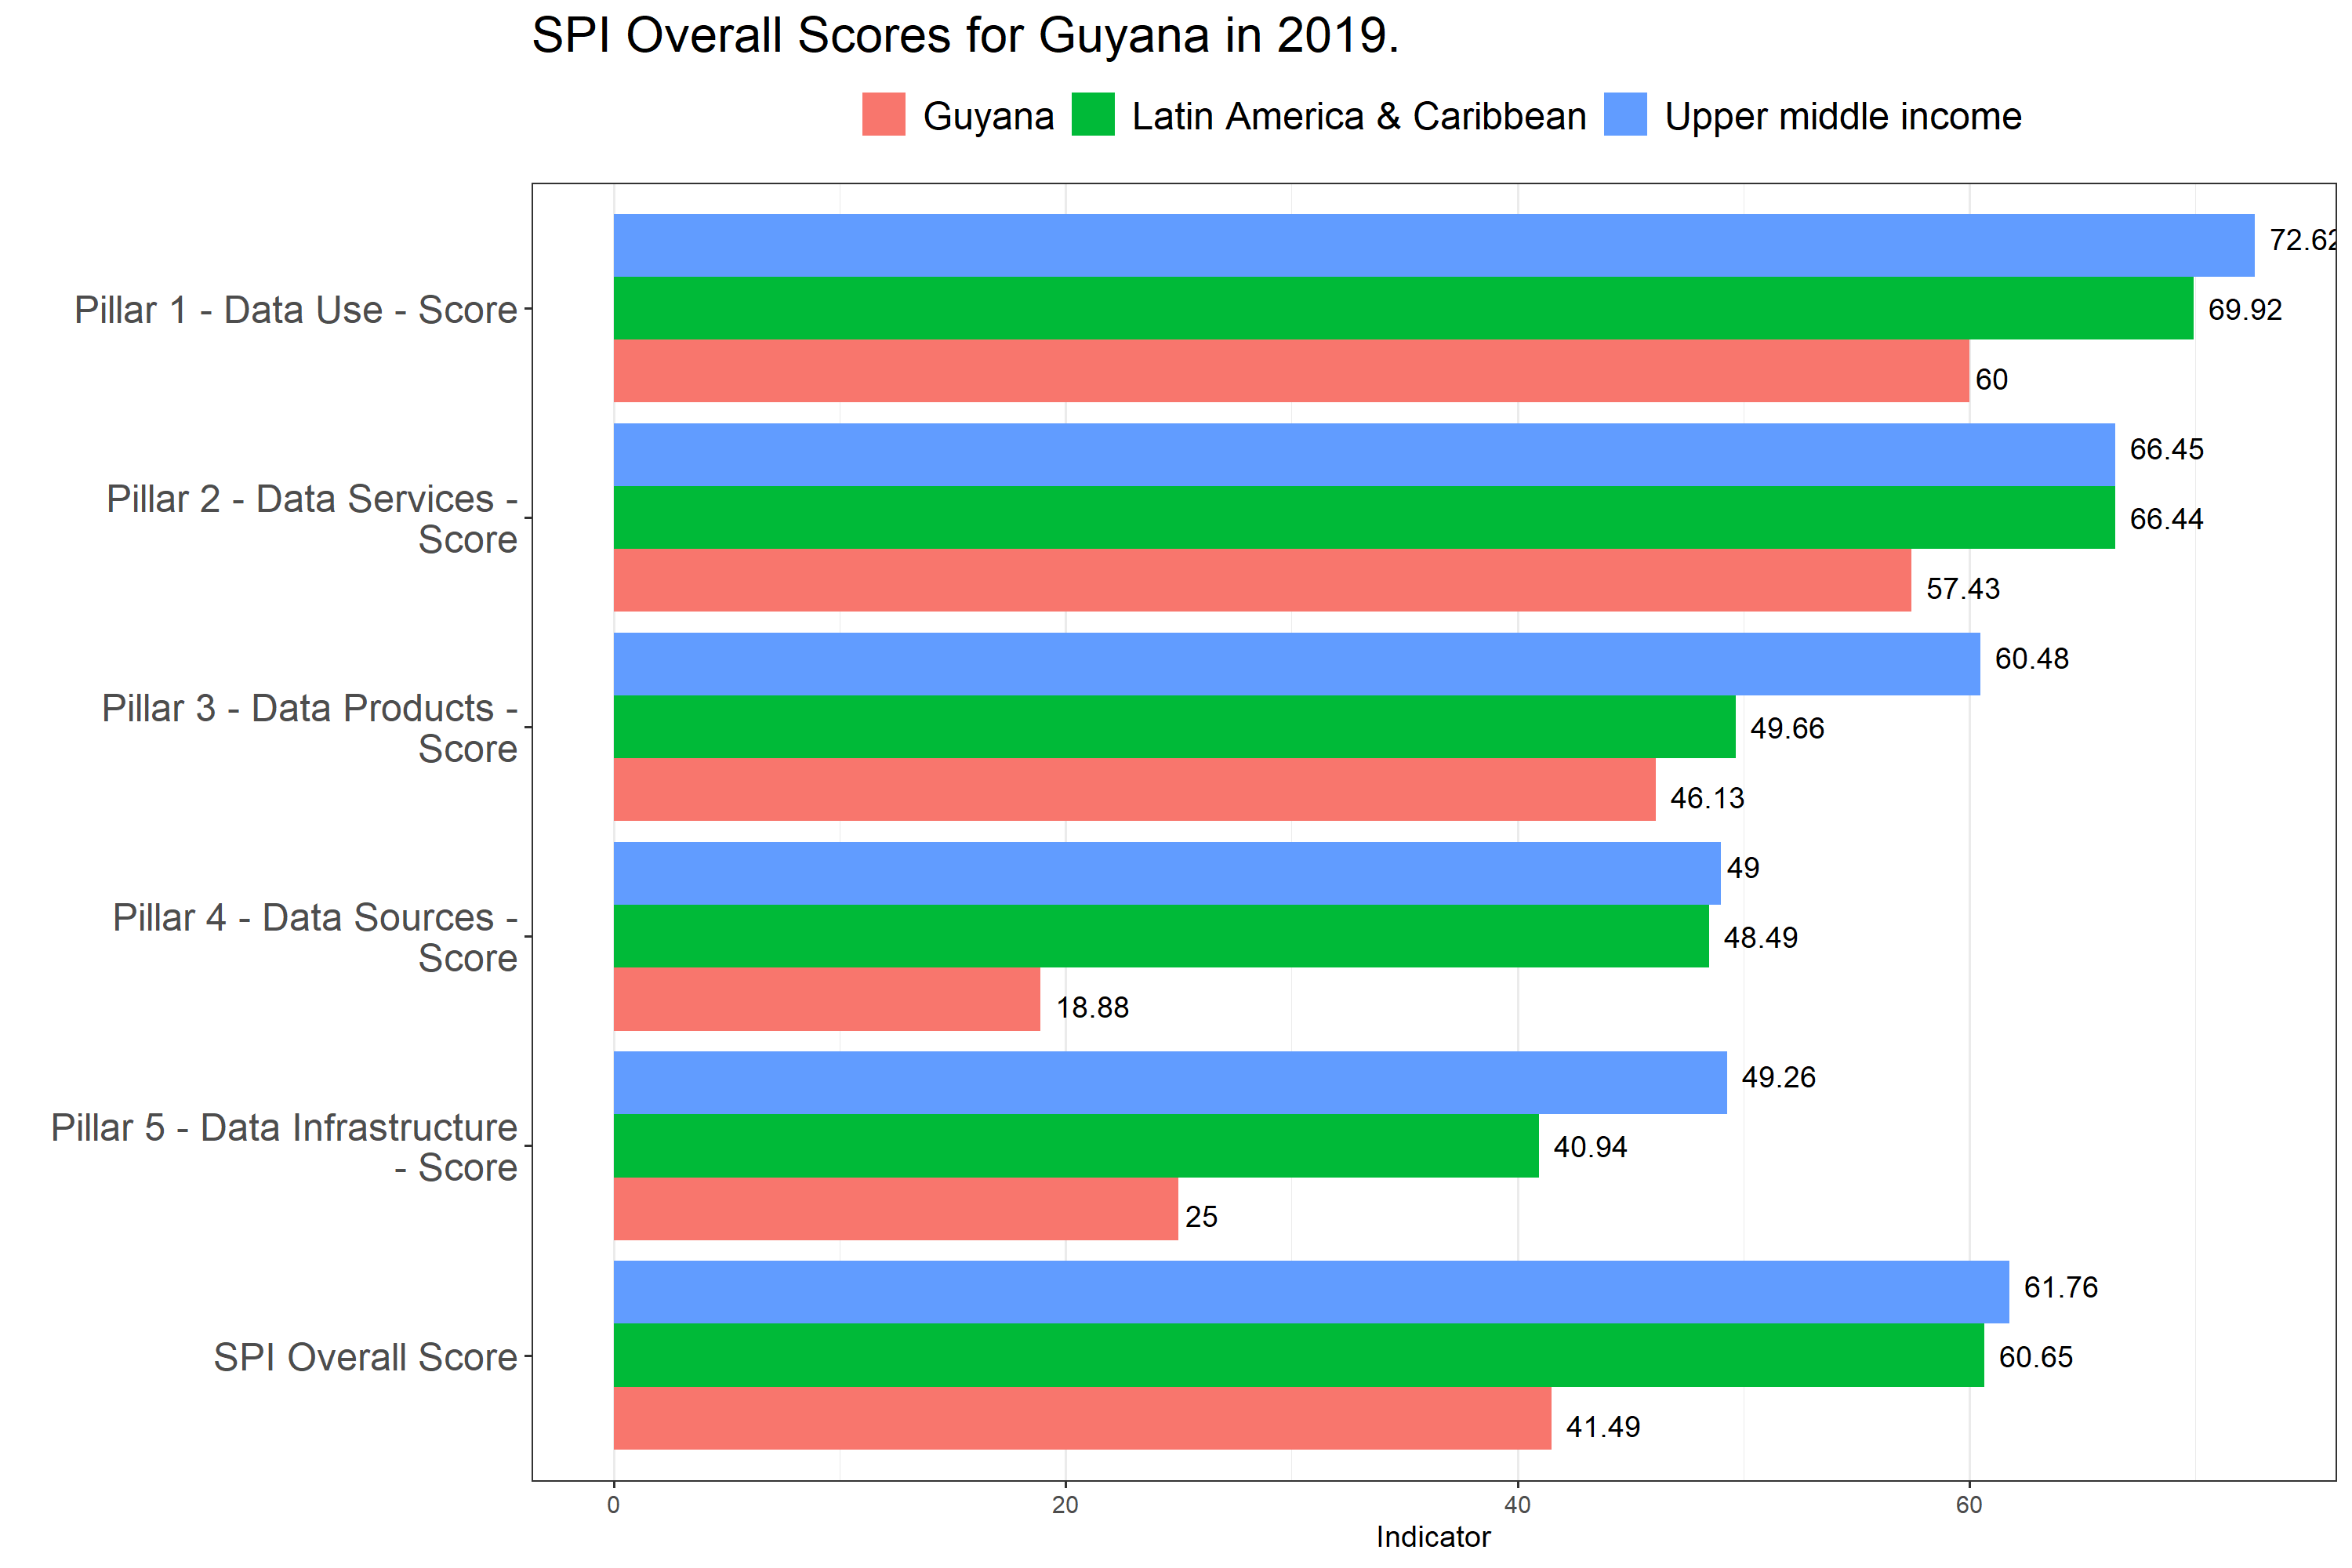 SPI Overall Scores for Guyana in 2019.
Guyana
Latin America & Caribbean
Upper middle income
Pillar 1 - Data Use - Score
72.62
69.92
60
Pillar 2 - Data Services -
Score
66.45
66.44
57.43
Pillar 3 - Data Products -
Score
60.48
49.66
46.13
Pillar 4 - Data Sources -
Score
49
48.49
18.88
Pillar 5 - Data Infrastructure
- Score
49.26
40.94
25
SPI Overall Score
61.76
60.65
41.49
0
20
40
60
Indicator